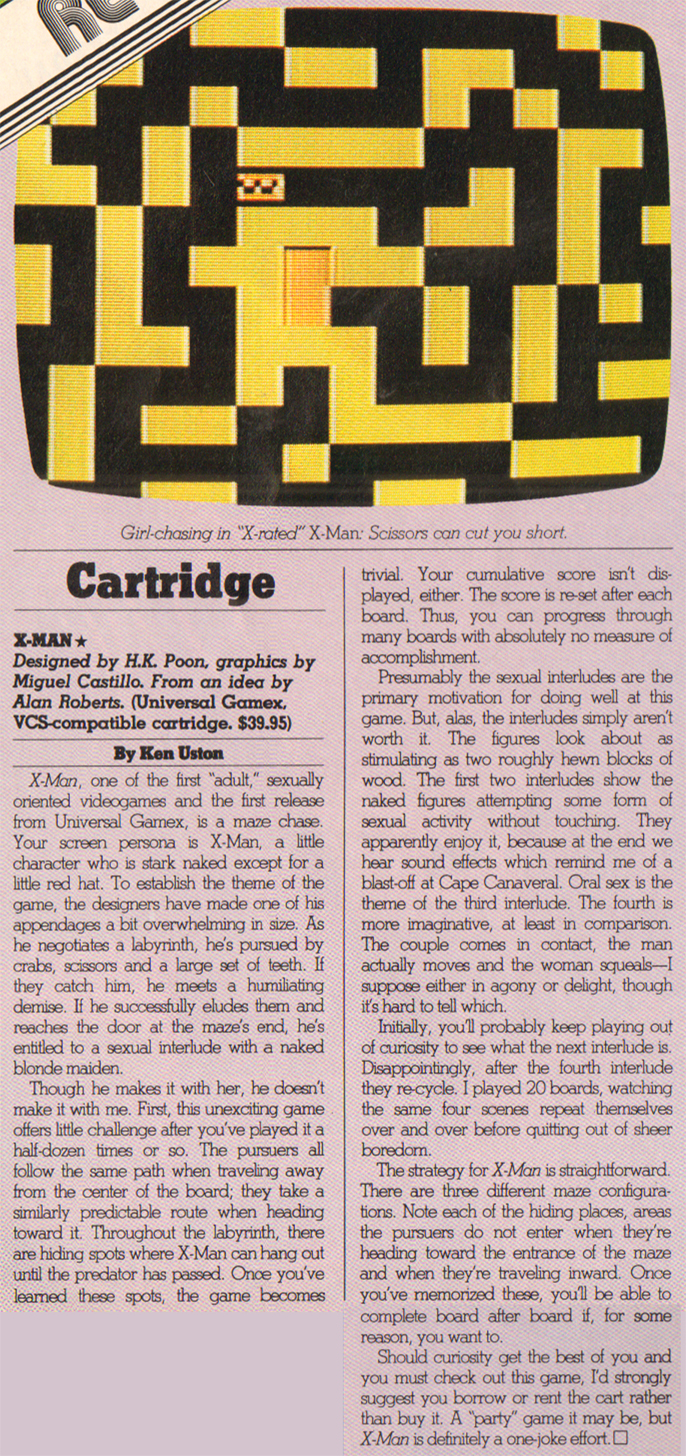 RE
Girl-chasing in "X-rated" X-Man: Scissors can cut you short.
Cartridge
X-MAN★
Designed by H.K. Poon, graphics by
Miguel Castillo. From an idea by
Alan Roberts. (Universal Gamex,
VCS-compatible cartridge. $39.95)
By Ken Uston
X-Man, one of the first "adult," sexually
oriented videogames and the first release
from Universal Gamex, is a maze chase.
Your screen persona is X-Man, a little
character who is stark naked except for a
little red hat. To establish the theme of the
game, the designers have made one of his
appendages a bit overwhelming in size. As
he negotiates a labyrinth, he's pursued by
crabs, scissors and a large set of teeth. If
they catch him, he meets a humiliating
demise. If he successfully eludes them and
reaches the door at the maze's end, he's
entitled to a sexual interlude with a naked
blonde maiden.
Though he makes it with her, he doesn't
make it with me. First, this unexciting game
offers little challenge after you've played it a
half-dozen times or so. The pursuers all
follow the same path when traveling away
from the center of the board; they take a
similarly predictable route when heading
toward it. Throughout the labyrinth, there
are hiding spots where X-Man can hang out
until the predator has passed. Once you've
learned these spots, the game becomes
trivial. Your cumulative score isn't dis-
played, either. The score is re-set after each
board. Thus, you can progress through
many boards with absolutely no measure of
accomplishment.
Presumably the sexual interludes are the
primary motivation for doing well at this
game. But, alas, the interludes simply aren't
worth it. The figures look about as
stimulating as two roughly hewn blocks of
wood. The first two interludes show the
naked figures attempting some form of
sexual activity without touching. They
apparently enjoy it, because at the end we
hear sound effects which remind me of a
blast-off at Cape Canaveral. Oral sex is the
theme of the third interlude. The fourth is
more imaginative, at least in comparison.
The couple comes in contact, the man
actually moves and the woman squeals—I
suppose either in agony or delight, though
it's hard to tell which.
Initially, you'll probably keep playing out
of curiosity to see what the next interlude is.
Disappointingly, after the fourth interlude
they re-cycle. I played 20 boards, watching
the same four scenes repeat themselves
over and over before quitting out of sheer
boredom.
The strategy for X-Man is straightforward.
There are three different maze configura-
tions. Note each of the hiding places, areas
the pursuers do not enter when they're
heading toward the entrance of the maze
and when they're traveling inward. Once
you've memorized these, you'll be able to
complete board after board if, for some
reason, you want to.
Should curiosity get the best of you and
you must check out this game, I'd strongly
suggest you borrow or rent the cart rather
than buy it. A "party" game it may be, but
X-Man is definitely a one-joke effort.□